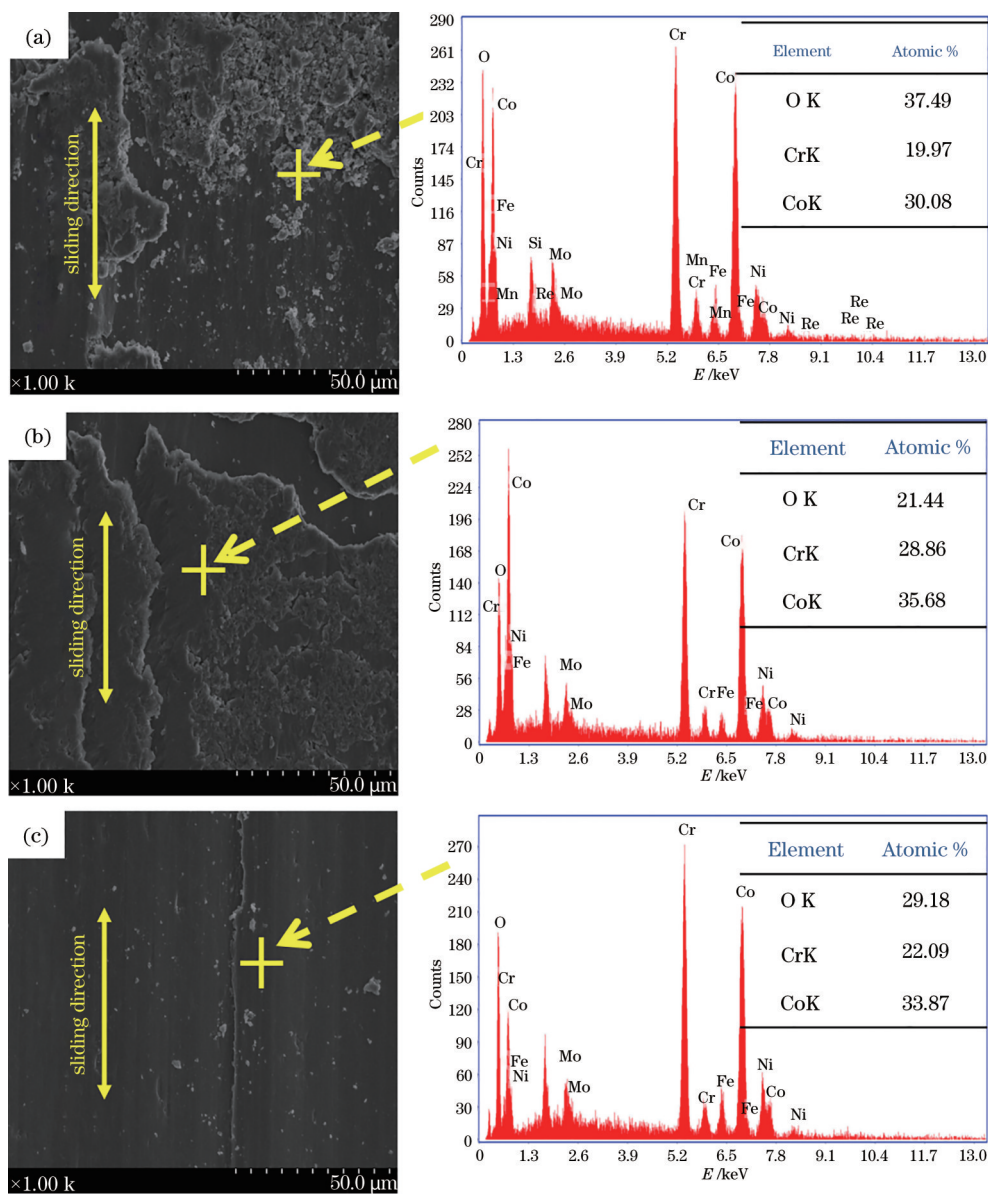 (a)
sliding direction
×1.00 k
50.0 μm
290
261
232
203
174
145
116
87
58
29
0
Counts
O
Co
Cr
Fe
Ni
Mn
Si
Re
Mo
Mo
Cr
Mn
Cr
Fe
Mn
Co
Fe
Ni
Co
Ni
Re
Re
Re
Re
0 1.3 2.6 3.9 5.2 6.5 7.8 9.1 10.4 11.7 13.0
E /keV
Element Atomic %
O K 37.49
CrK 19.97
CoK 30.08
(b)
sliding direction
×1.00 k
50.0 μm
280
252
224
196
168
140
112
84
56
28
0
Counts
Co
O
Cr
Ni
Fe
Mo
Mo
Cr
Cr Fe
Co
Fe
Ni
Co
Ni
0 1.3 2.6 3.9 5.2 6.5 7.8 9.1 10.4 11.7 13.0
E /keV
Element Atomic %
O K 21.44
CrK 28.86
CoK 35.68
(c)
sliding direction
×1.00 k
50.0 μm
270
240
210
180
150
120
90
60
30
0
Counts
O
Cr
Co
Fe
Ni
Mo
Mo
Cr
Cr
Fe
Co
Fe
Ni
Co
Ni
0 1.3 2.6 3.9 5.2 6.5 7.8 9.1 10.4 11.7 13.0
E /keV
Element Atomic %
O K 29.18
CrK 22.09
CoK 33.87